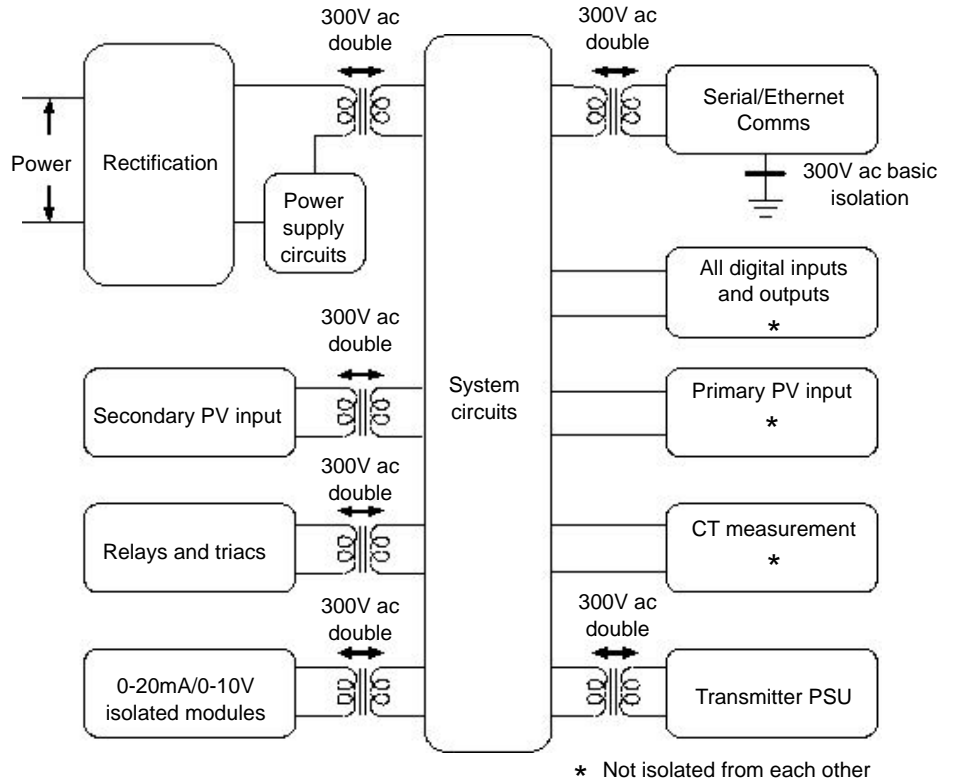 300V ac
double
300V ac
double
Power
Rectification
Power
supply
circuits
Serial/Ethernet
Comms
300V ac basic
isolation
All digital inputs
and outputs
*
300V ac
double
Secondary PV input
System
circuits
Primary PV input
*
300V ac
double
Relays and triacs
CT measurement
*
300V ac
double
300V ac
double
0-20mA/0-10V
isolated modules
Transmitter PSU
* Not isolated from each other